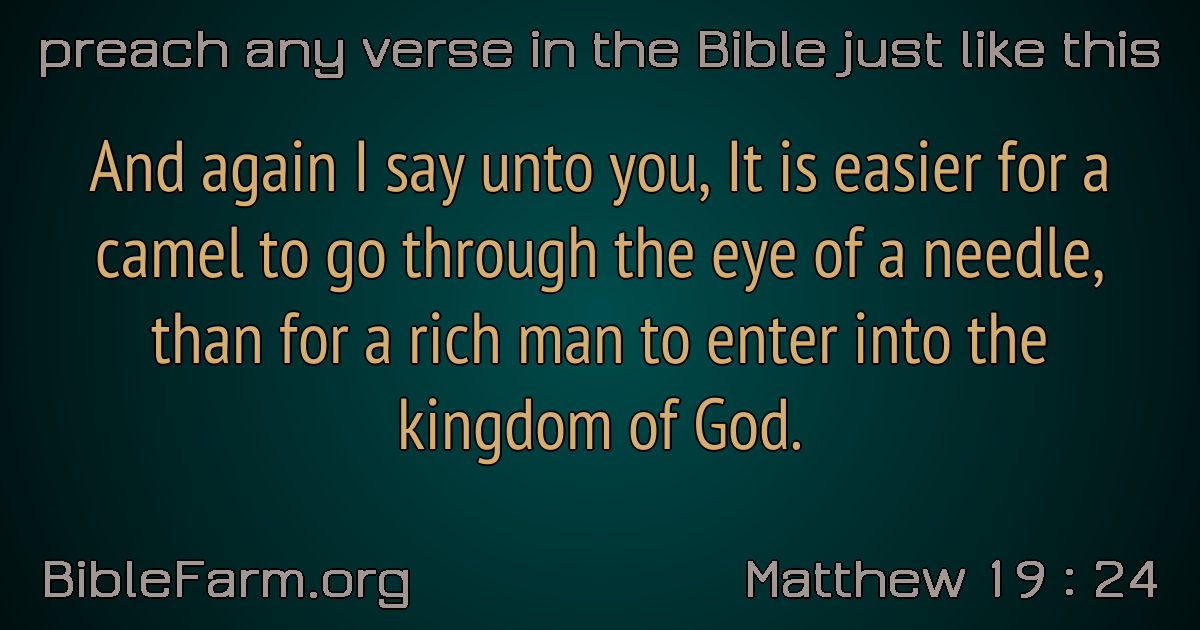 preach any verse in the Bible just like this
And again I say unto you, It is easier for a
camel to go through the eye of a needle,
than for a rich man to enter into the
kingdom of God.
BibleFarm.org
Matthew 19 : 24